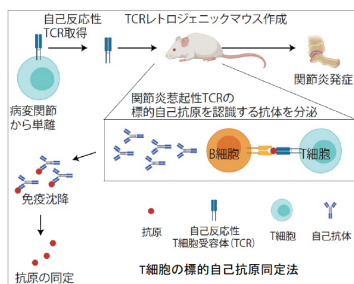 自己反応性
TCR取得
TCRレトロジェニックマウス作成
病変関節
から単離
関節炎発症
関節炎惹起性TCRの
標的自己抗原を認識する抗体を分泌
B細胞
T細胞
免疫沈降
抗原の同定
抗原
自己反応性
T細胞受容体(TCR)
T細胞
自己抗体
T細胞の標的自己抗原同定法